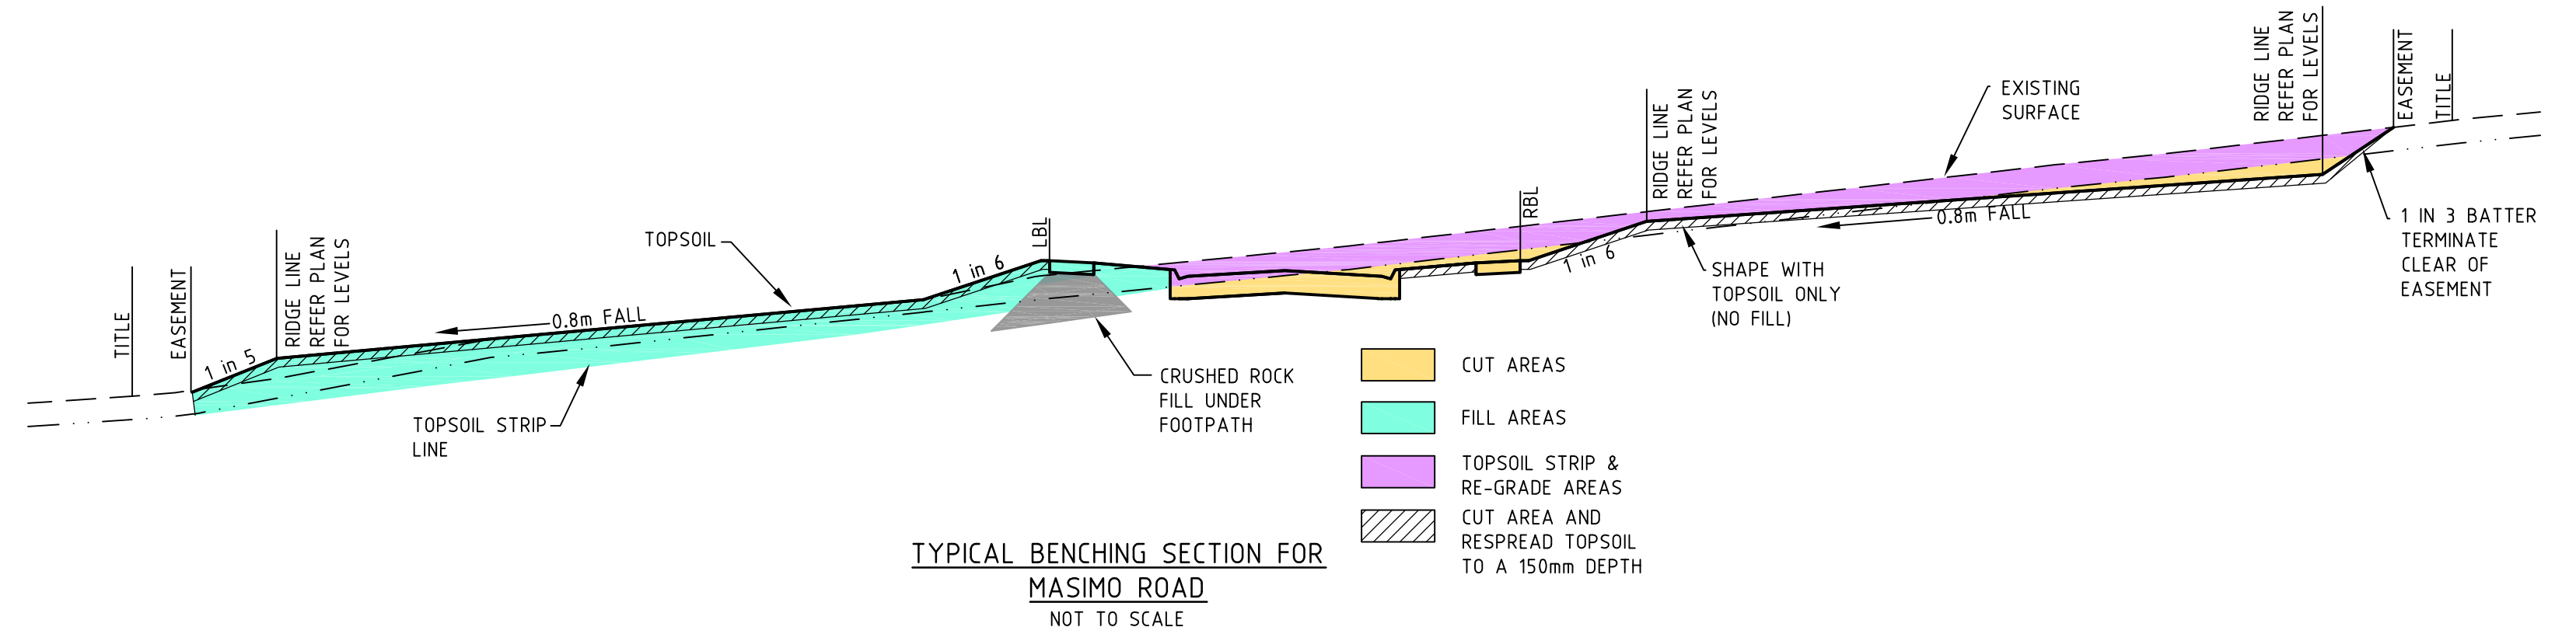 TITLE
EASEMENT
1 in 5
RIDGE LINE
REFER PLAN
FOR LEVELS
0.8m FALL
TOPSOIL
TOPSOIL STRIP
LINE
1 in 6
LBL
CRUSHED ROCK
FILL UNDER
FOOTPATH
RBL
1 in 6
RIDGE LINE
REFER PLAN
FOR LEVELS
SHAPE WITH
TOPSOIL ONLY
(NO FILL)
EXISTING
SURFACE
0.8m FALL
RIDGE LINE
REFER PLAN
FOR LEVELS
EASEMENT
TITLE
1 IN 3 BATTER
TERMINATE
CLEAR OF
EASEMENT
CUT AREAS
FILL AREAS
TOPSOIL STRIP &
RE-GRADE AREAS
CUT AREA AND
RESPREAD TOPSOIL
TO A 150mm DEPTH
TYPICAL BENCHING SECTION FOR
MASIMO ROAD
NOT TO SCALE